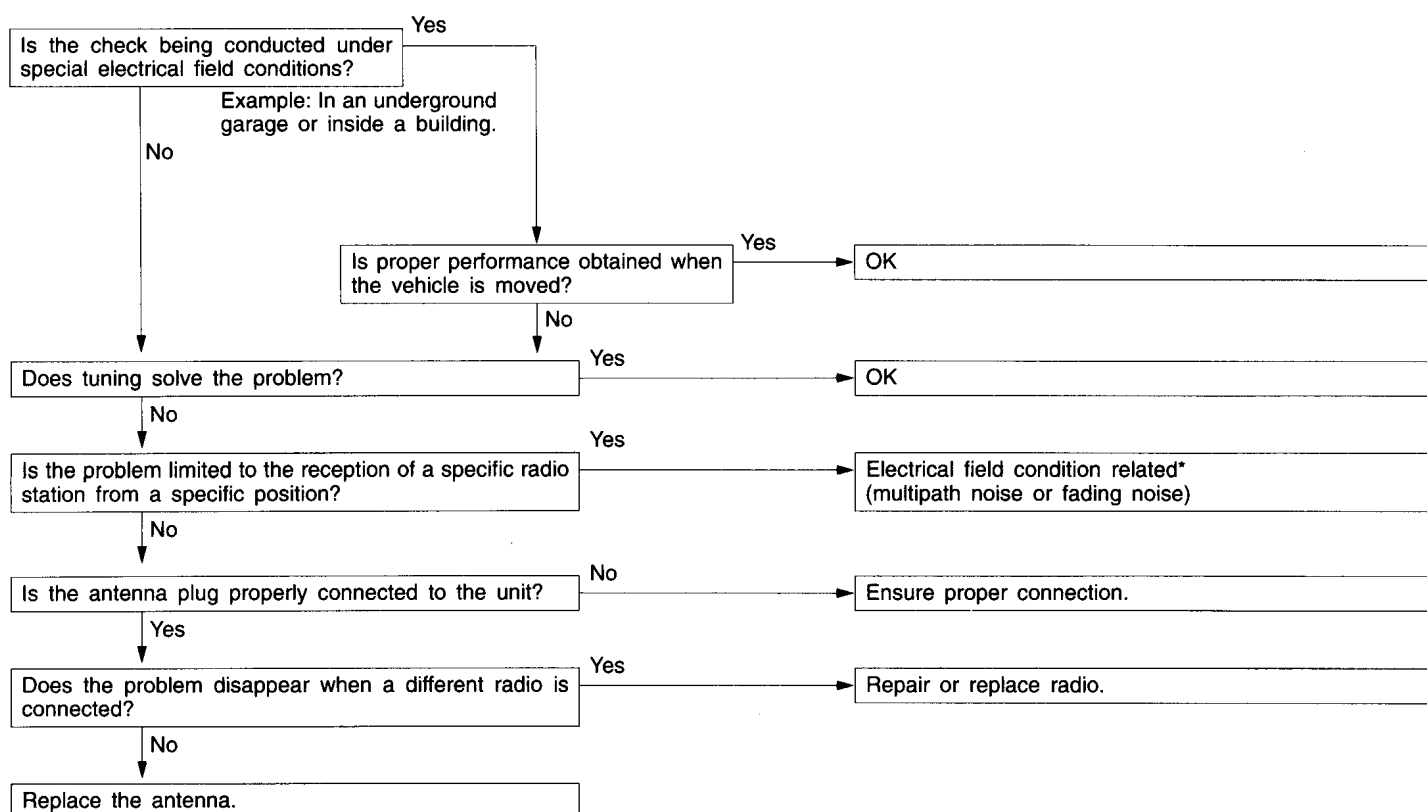 Yes
Is the check being conducted under
special electrical field conditions?
Example: In an underground
garage or inside a building.
No
Yes
Is proper performance obtained when
the vehicle is moved?
OK
No
Yes
Does tuning solve the problem?
OK
No
Yes
Is the problem limited to the reception of a specific radio
station from a specific position?
Electrical field condition related*
(multipath noise or fading noise)
No
No
Is the antenna plug properly connected to the unit?
Ensure proper connection.
Yes
Yes
Does the problem disappear when a different radio is
connected?
Repair or replace radio.
No
Replace the antenna.